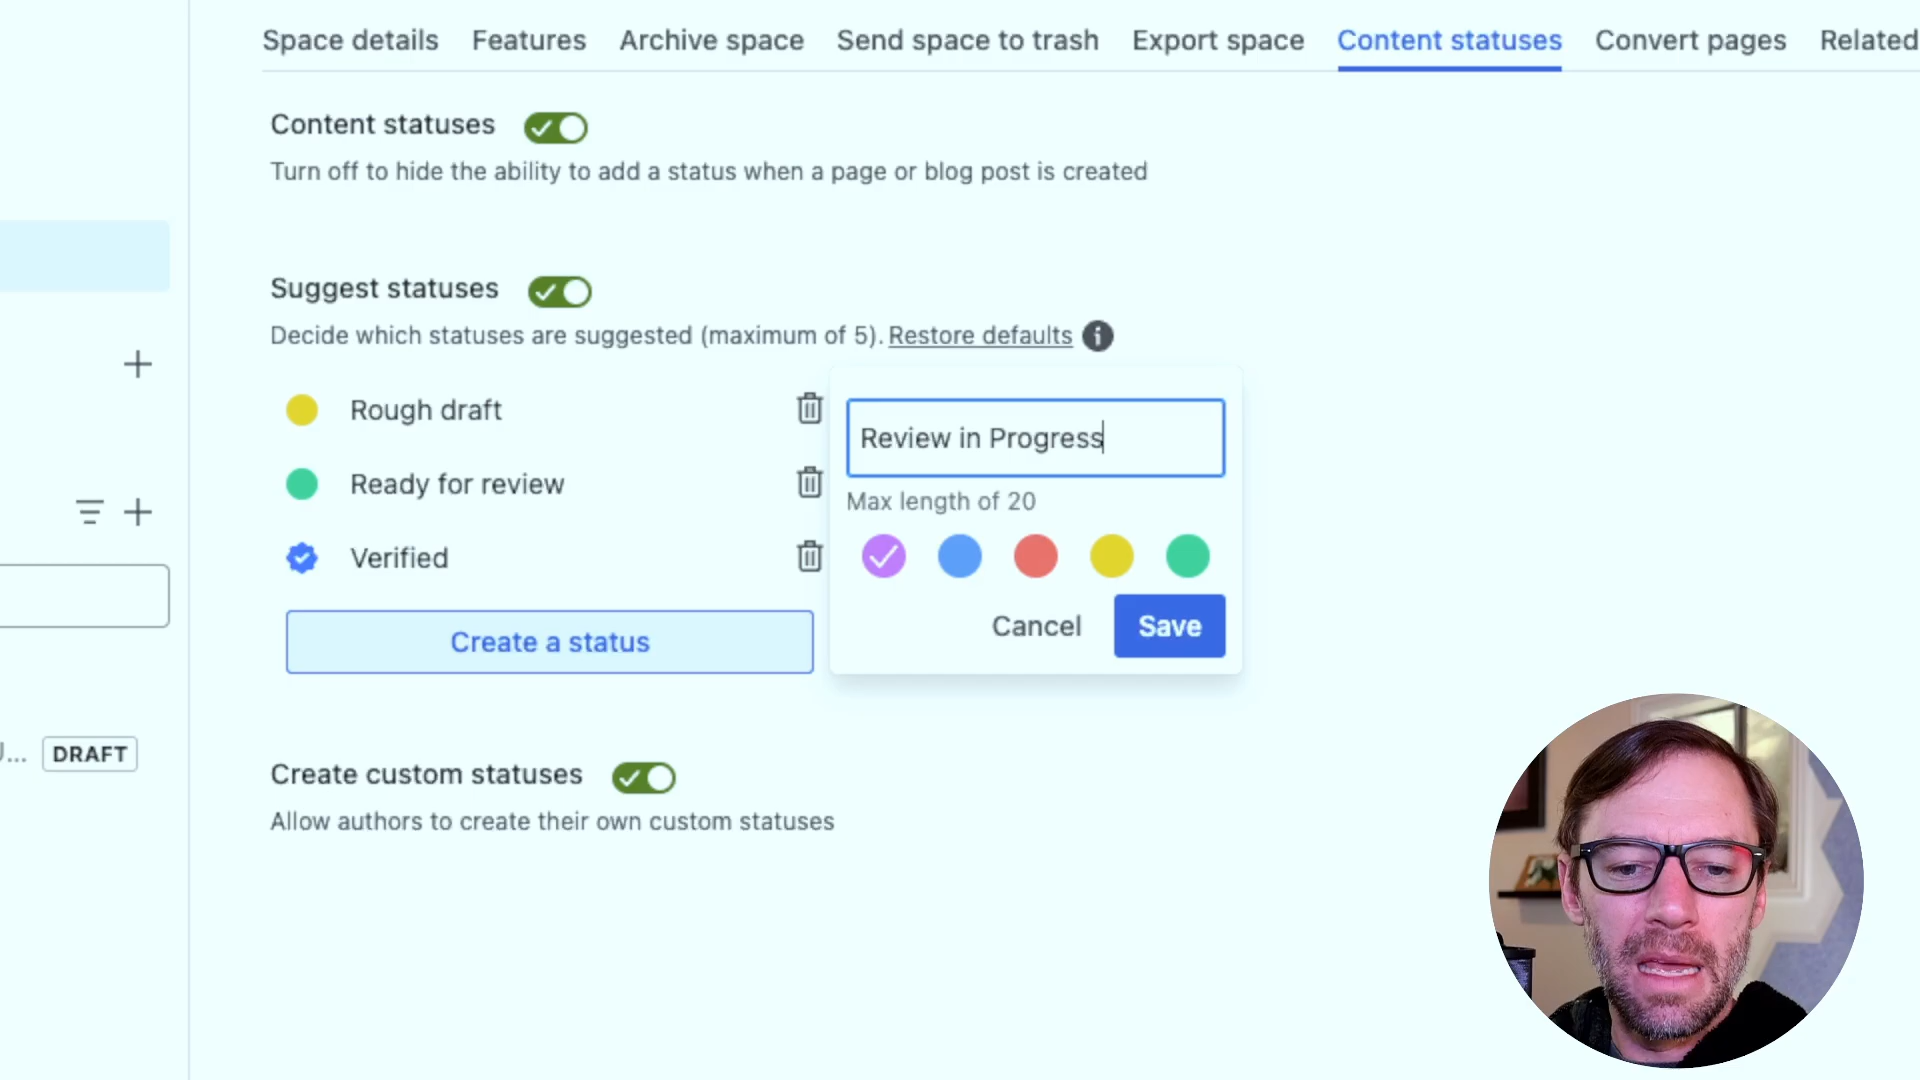 Space details Features Archive space Send space to trash Export space Content statuses Convert pages Related
Content statuses
Turn off to hide the ability to add a status when a page or blog post is created
Suggest statuses
Decide which statuses are suggested (maximum of 5). Restore defaults
Rough draft
Review in Progress
Ready for review
Max length of 20
Verified
Cancel Save
Create a status
DRAFT
Create custom statuses
Allow authors to create their own custom statuses